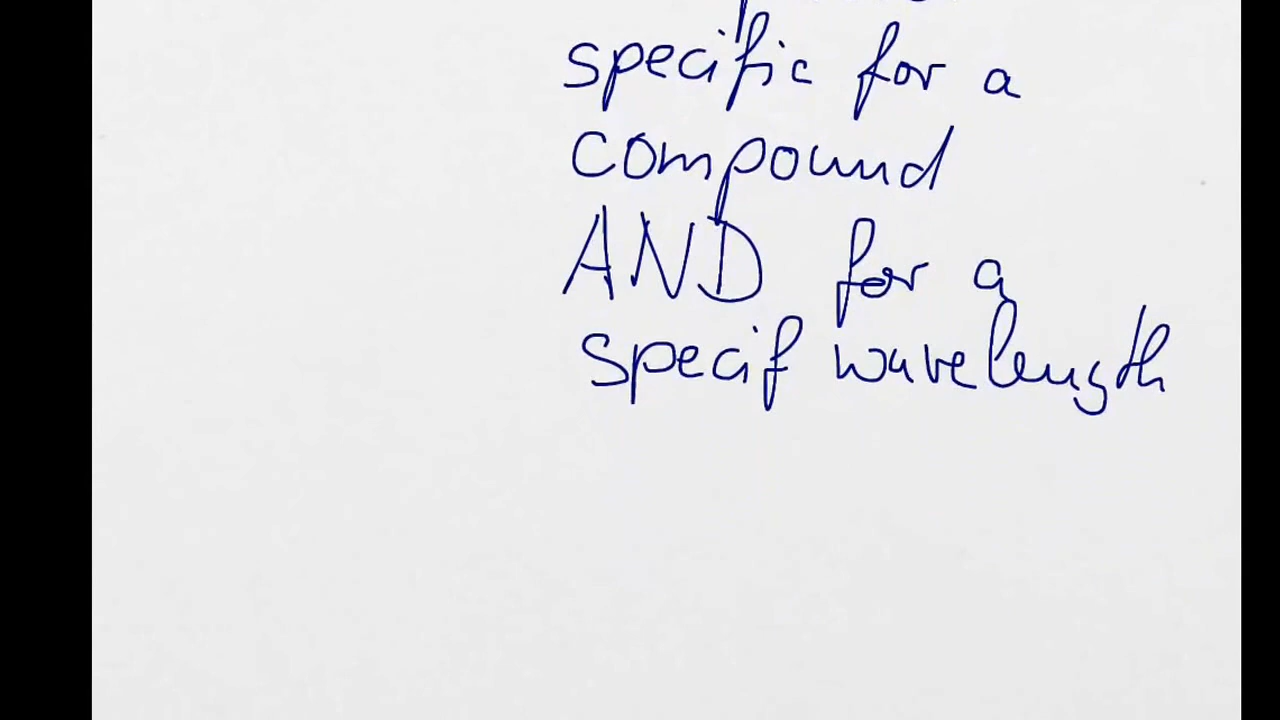 specific for a
compound
AND for a
specif wavelength